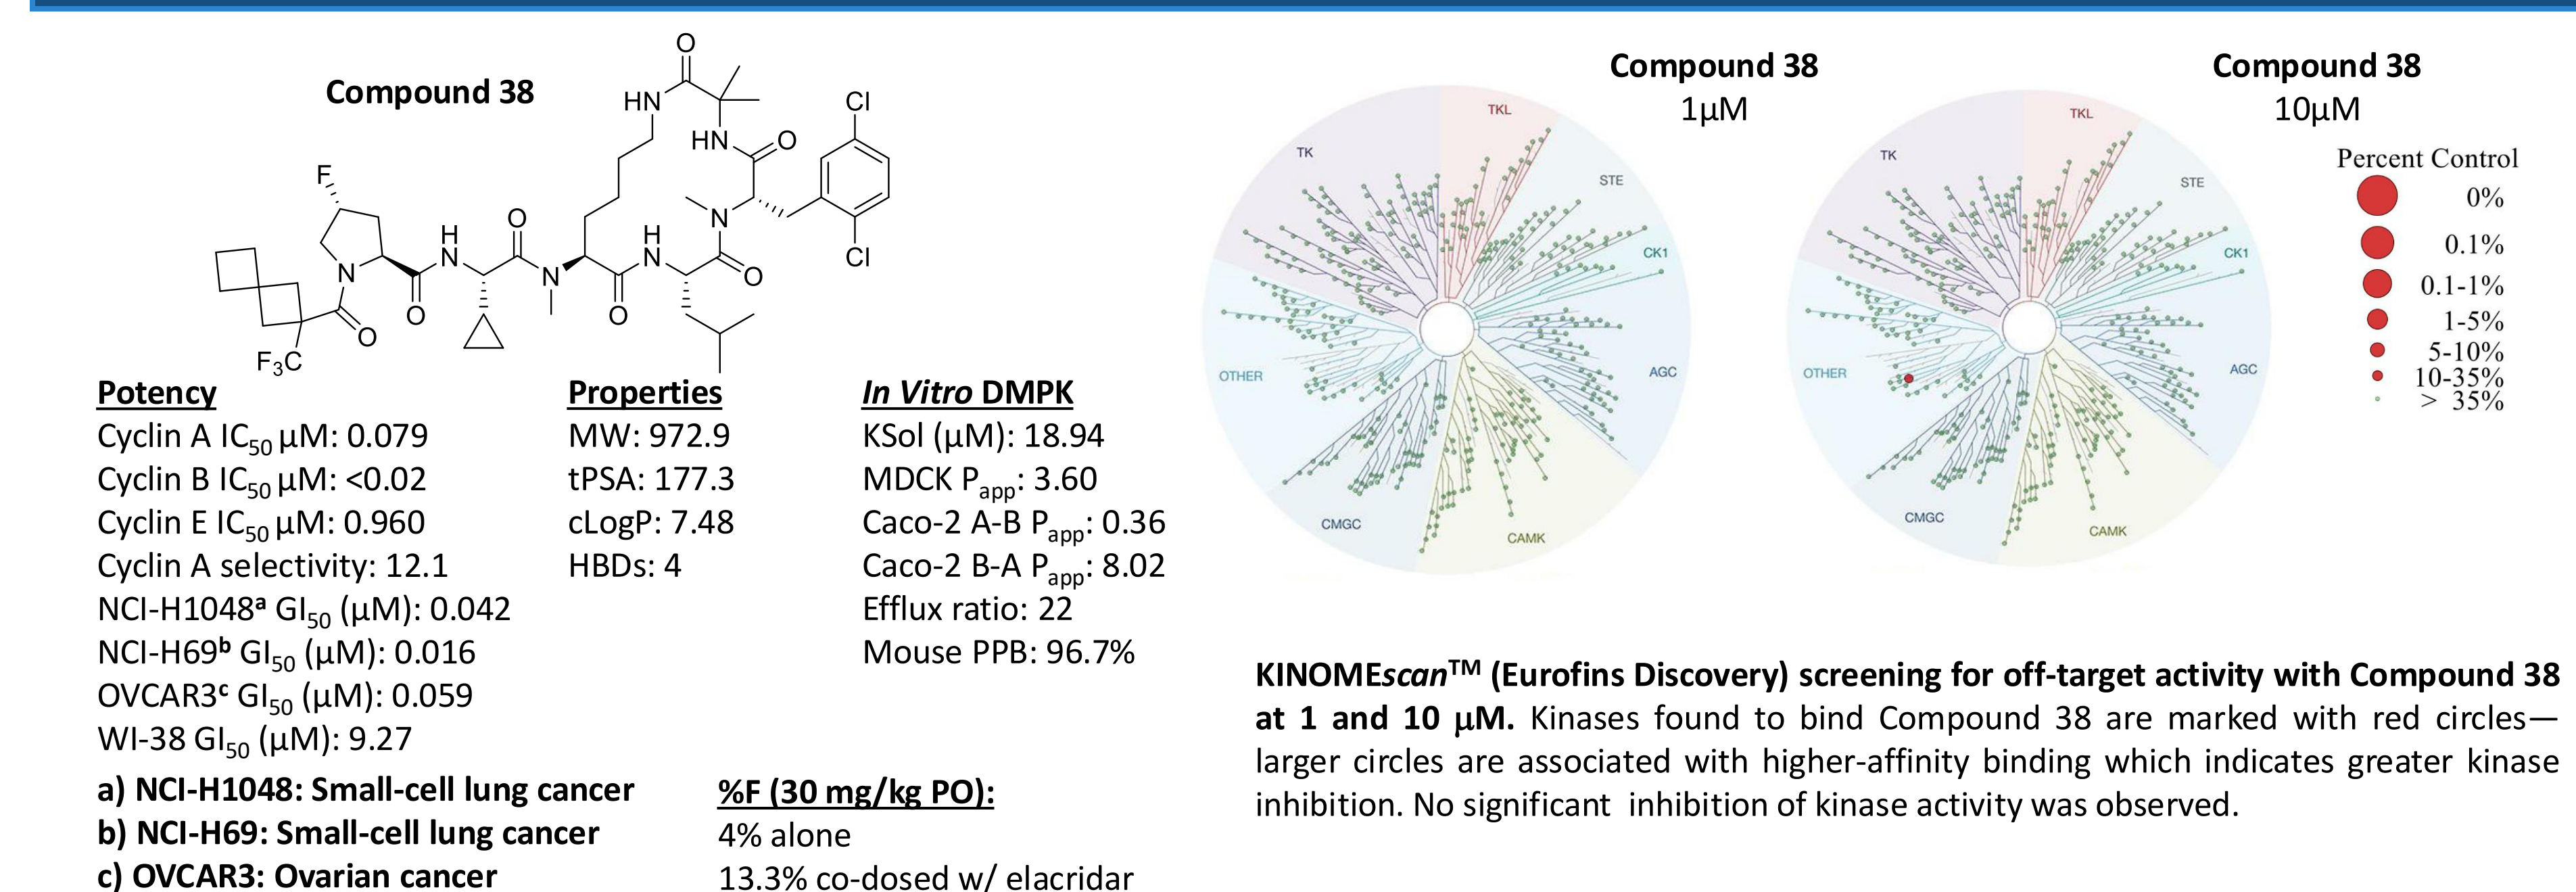 Compound 38
O
HN
HN
O
Cl
Cl
F
N
O
F₃C
O
H
N
O
N
O
H
N
O
N
Potency
Cyclin A IC₅₀ µM: 0.079
Cyclin B IC₅₀ µM: <0.02
Cyclin E IC₅₀ µM: 0.960
Cyclin A selectivity: 12.1
NCI-H1048ᵃ GI₅₀ (µM): 0.042
NCI-H69ᵇ GI₅₀ (µM): 0.016
OVCAR3ᶜ GI₅₀ (µM): 0.059
WI-38 GI₅₀ (µM): 9.27
a) NCI-H1048: Small-cell lung cancer
b) NCI-H69: Small-cell lung cancer
c) OVCAR3: Ovarian cancer
Properties
MW: 972.9
tPSA: 177.3
cLogP: 7.48
HBDs: 4
In Vitro DMPK
KSol (µM): 18.94
MDCK Papp: 3.60
Caco-2 A-B Papp: 0.36
Caco-2 B-A Papp: 8.02
Efflux ratio: 22
Mouse PPB: 96.7%
%F (30 mg/kg PO):
4% alone
13.3% co-dosed w/ elacridar
Compound 38
1µM
TKL
TK
STE
CK1
OTHER
AGC
CMGC
CAMK
Compound 38
10µM
TKL
TK
STE
CK1
OTHER
AGC
CMGC
CAMK
Percent Control
0%
0.1%
0.1-1%
1-5%
5-10%
10-35%
> 35%
KINOMEscan™ (Eurofins Discovery) screening for off-target activity with Compound 38
at 1 and 10 µM. Kinases found to bind Compound 38 are marked with red circles—
larger circles are associated with higher-affinity binding which indicates greater kinase
inhibition. No significant inhibition of kinase activity was observed.